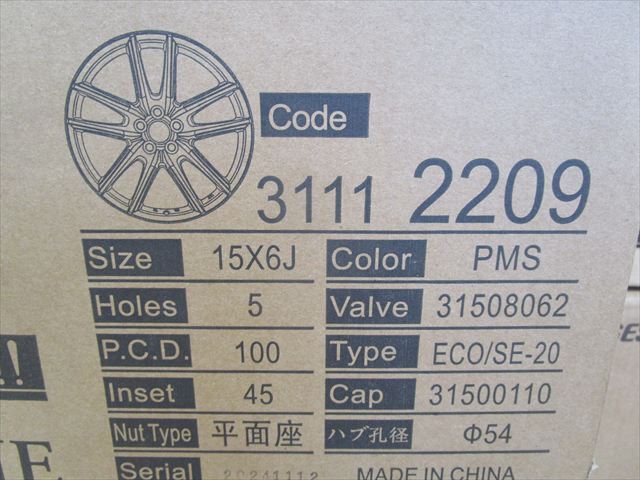 Code
3111 2209
Size 15X6J Color PMS
Holes 5 Valve 31508062
P.C.D. 100 Type ECO/SE-20
!! Inset 45 Cap 31500110
Nut Type 平面座 ハブ孔径 Φ54
Serial 20241112 MADE IN CHINA